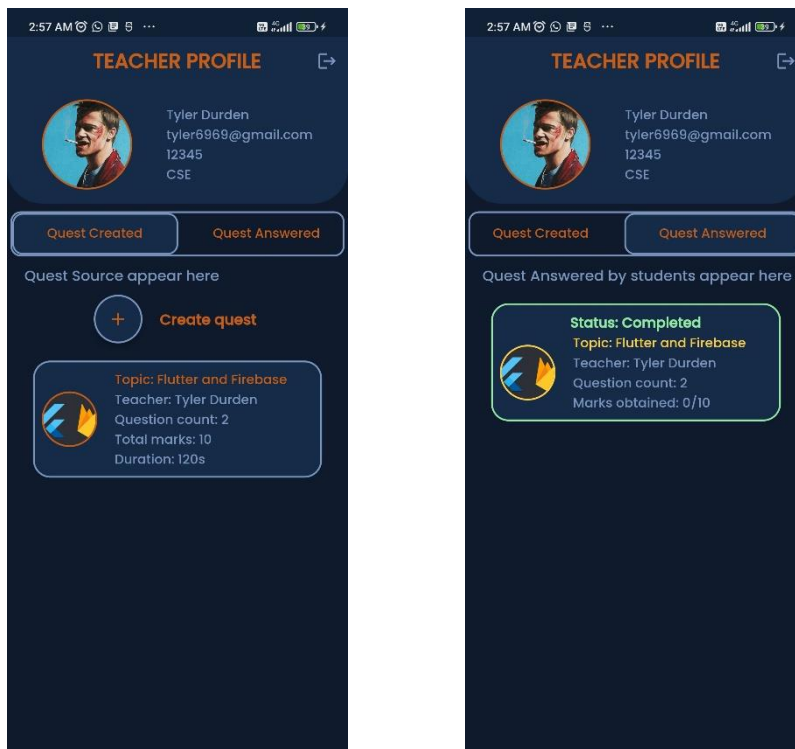 2:57 AM
TEACHER PROFILE
Tyler Durden
tyler6969@gmail.com
12345
CSE
Quest Created
Quest Answered
Quest Source appear here
+ Create quest
Topic: Flutter and Firebase
Teacher: Tyler Durden
Question count: 2
Total marks: 10
Duration: 120s
2:57 AM
TEACHER PROFILE
Tyler Durden
tyler6969@gmail.com
12345
CSE
Quest Created
Quest Answered
Quest Answered by students appear here
Status: Completed
Topic: Flutter and Firebase
Teacher: Tyler Durden
Question count: 2
Marks obtained: 0/10